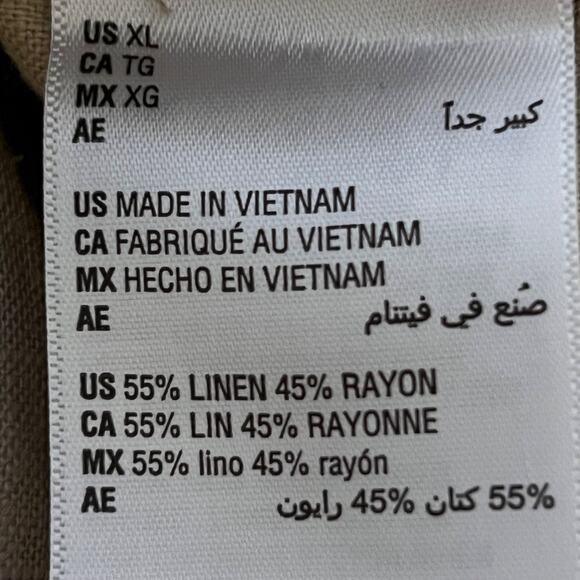 US XL
CA TG
MX XG
AE كبير جداً
US MADE IN VIETNAM
CA FABRIQUÉ AU VIETNAM
MX HECHO EN VIETNAM
AE صُنع في فيتنام
US 55% LINEN 45% RAYON
CA 55% LIN 45% RAYONNE
MX 55% lino 45% rayón
AE 55% كتان 45% رايون